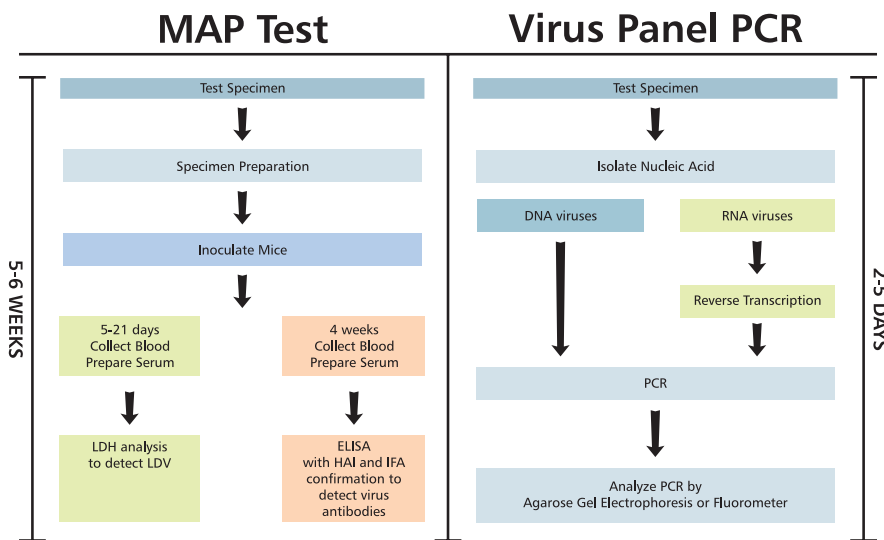 MAP Test
5-6 WEEKS
Test Specimen
Specimen Preparation
Inoculate Mice
5-21 days
Collect Blood
Prepare Serum
4 weeks
Collect Blood
Prepare Serum
LDH analysis
to detect LDV
ELISA
with HAI and IFA
confirmation to
detect virus
antibodies
Virus Panel PCR
Test Specimen
Isolate Nucleic Acid
DNA viruses
RNA viruses
Reverse Transcription
PCR
Analyze PCR by
Agarose Gel Electrophoresis or Fluorometer
2-5 DAYS